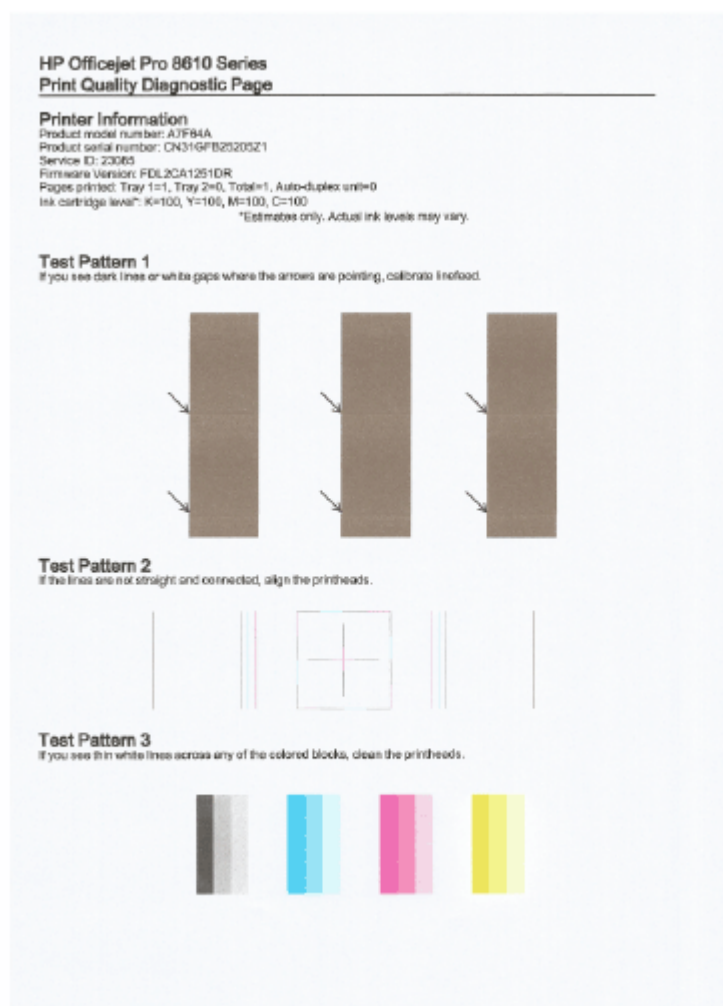 HP Officejet Pro 8610 Series
Print Quality Diagnostic Page
Printer Information
Product model number: A7F64A
Product serial number: CN31GFB25205Z1
Service ID: 23065
Firmware Version: FDL2CA1251DR
Pages printed: Tray 1=1, Tray 2=0, Total=1, Auto-duplex unit=0
Ink cartridge level*: K=100, Y=100, M=100, C=100
*Estimates only. Actual ink levels may vary.
Test Pattern 1
If you see dark lines or white gaps where the arrows are pointing, calibrate linefeed.
Test Pattern 2
If the lines are not straight and connected, align the printheads.
Test Pattern 3
If you see thin white lines across any of the colored blocks, clean the printheads.